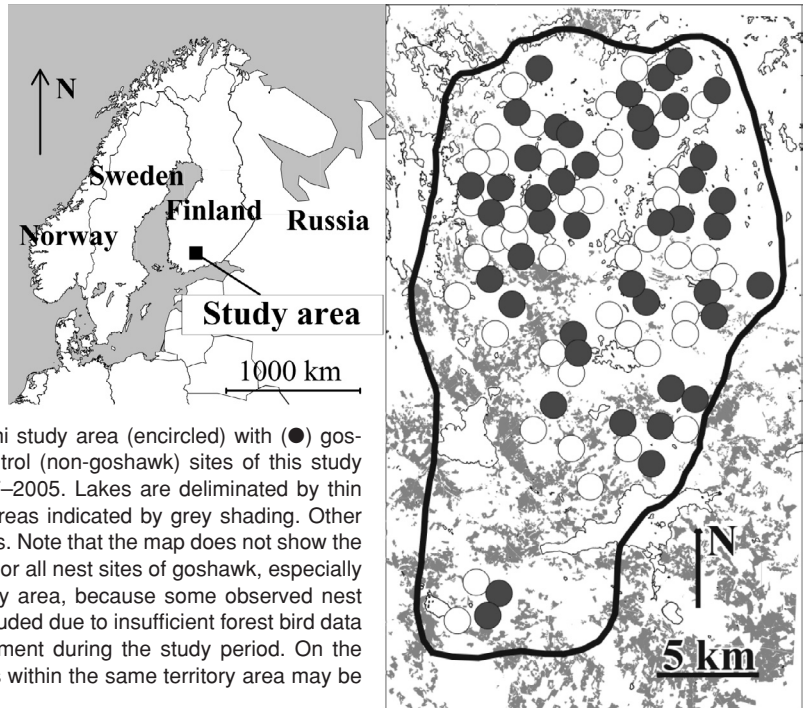 N
Sweden
Finland
Norway
Russia
Study area
1000 km
ni study area (encircled) with (●) gos-
ntrol (non-goshawk) sites of this study
–2005. Lakes are deliminated by thin
reas indicated by grey shading. Other
s. Note that the map does not show the
or all nest sites of goshawk, especially
y area, because some observed nest
uded due to insufficient forest bird data
ment during the study period. On the
s within the same territory area may be
N
5 km